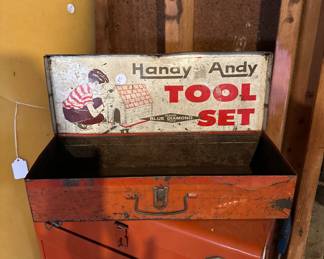 Handy Andy
TOOL
SET
BLUE DIAMOND